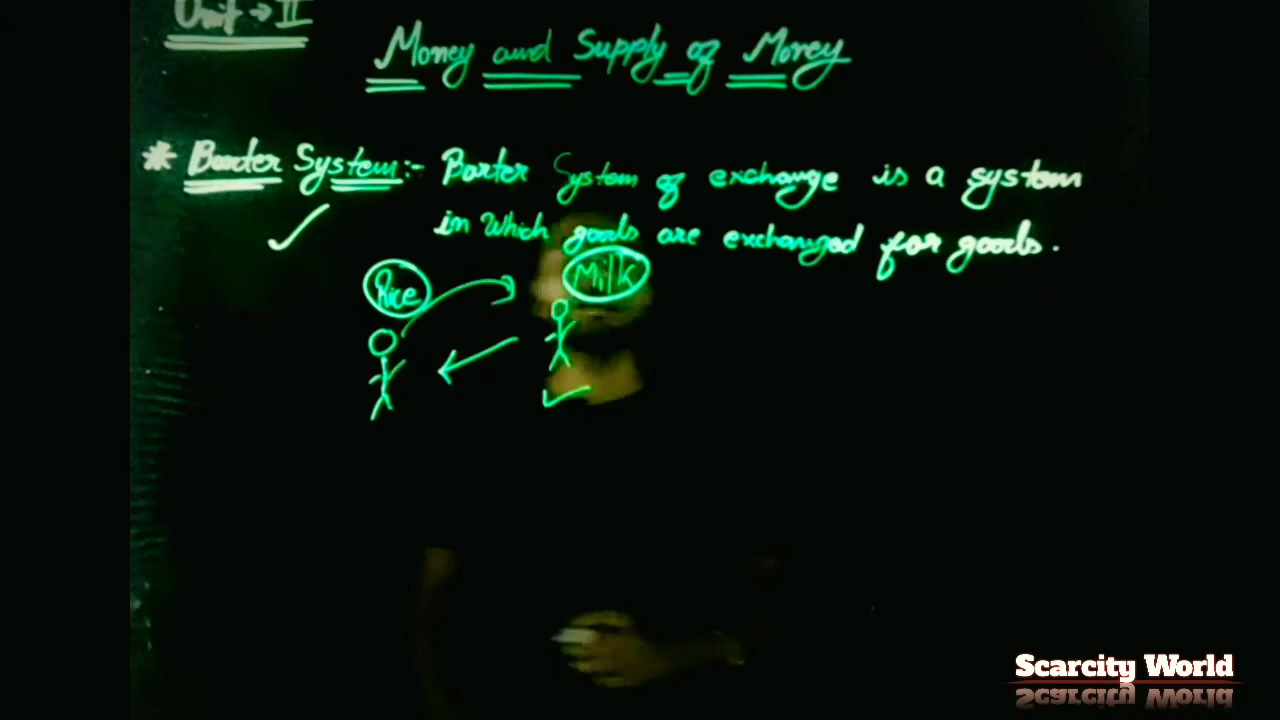 Unit → II
Money and Supply of Money
* Barter System :- Barter System of exchange is a system
in which goods are exchanged for goods.
Rice
Milk
Scarcity World